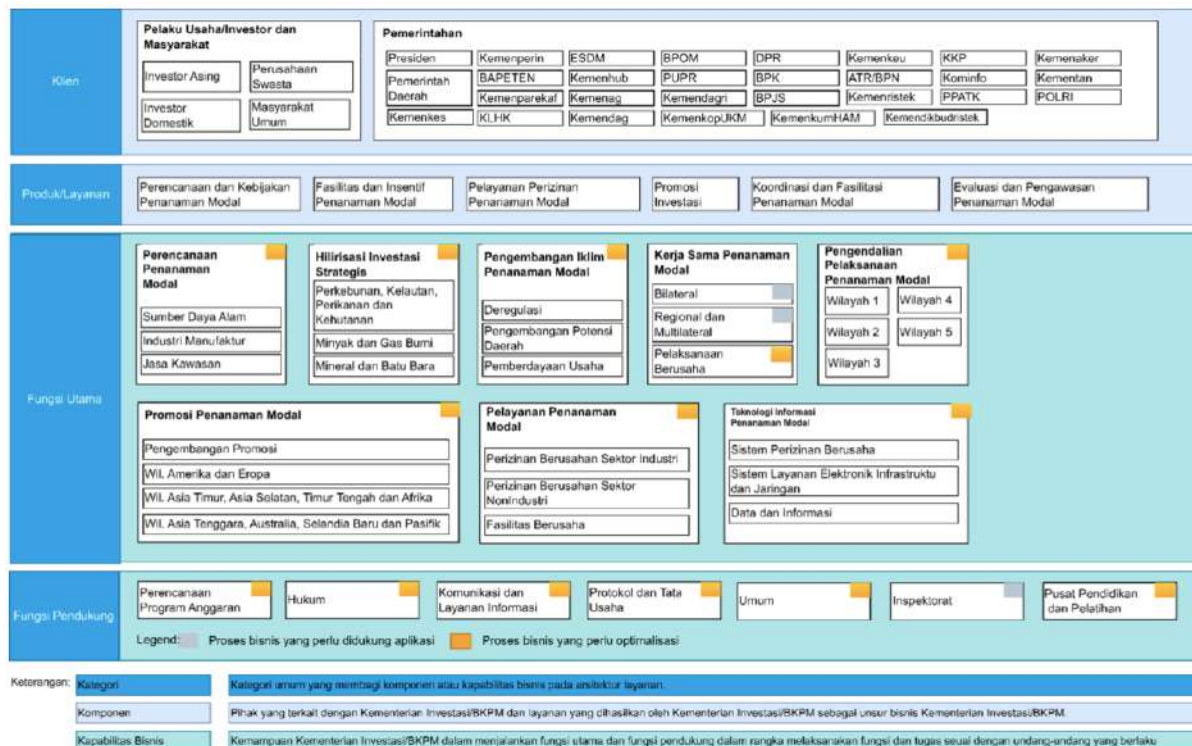 Klien
Pelaku Usaha/Investor dan
Masyarakat
Investor Asing
Perusahaan
Swasta
Investor
Domestik
Masyarakat
Umum
Pemerintahan
Presiden
Kemenperin
ESDM
BPOM
DPR
Kemenkeu
KKP
Kemenaker
Pemerintah
Daerah
BAPETEN
Kemenhub
PUPR
BPK
ATR/BPN
Kominfo
Kementan
Kemenparekaf
Kemenag
Kemendagri
BPJS
Kemenristek
PPATK
POLRI
Kemenkes
KLHK
Kemendag
KemenkopUKM
KemenkumHAM
Kemendikbudristek
Produk/Layanan
Perencanaan dan Kebijakan
Penanaman Modal
Fasilitas dan Insentif
Penanaman Modal
Pelayanan Perizinan
Penanaman Modal
Promosi
Investasi
Koordinasi dan Fasilitasi
Penanaman Modal
Evaluasi dan Pengawasan
Penanaman Modal
Fungsi Utama
Perencanaan
Penanaman
Modal
Sumber Daya Alam
Industri Manufaktur
Jasa Kawasan
Hilirisasi Investasi
Strategis
Perkebunan, Kelautan,
Perikanan dan
Kehutanan
Minyak dan Gas Bumi
Mineral dan Batu Bara
Pengembangan Iklim
Penanaman Modal
Deregulasi
Pengembangan Potensi
Daerah
Pemberdayaan Usaha
Kerja Sama Penanaman
Modal
Bilateral
Regional dan
Multilateral
Pelaksanaan
Berusaha
Pengendalian
Pelaksanaan
Penanaman Modal
Wilayah 1
Wilayah 4
Wilayah 2
Wilayah 5
Wilayah 3
Promosi Penanaman Modal
Pengembangan Promosi
Wil. Amerika dan Eropa
Wil. Asia Timur, Asia Selatan, Timur Tengah dan Afrika
Wil. Asia Tenggara, Australia, Selandia Baru dan Pasifik
Pelayanan Penanaman
Modal
Perizinan Berusahan Sektor Industri
Perizinan Berusahan Sektor
NonIndustri
Fasilitas Berusaha
Teknologi Informasi
Penanaman Modal
Sistem Perizinan Berusaha
Sistem Layanan Elektronik Infrastruktu
dan Jaringan
Data dan Informasi
Fungsi Pendukung
Perencanaan
Program Anggaran
Hukum
Komunikasi dan
Layanan Informasi
Protokol dan Tata
Usaha
Umum
Inspektorat
Pusat Pendidikan
dan Pelatihan
Legend:
Proses bisnis yang perlu didukung aplikasi
Proses bisnis yang perlu optimalisasi
Keterangan:
Kategori
Kategori umum yang membagi komponen atau kapabilitas bisnis pada arsitektur layanan.
Komponen
Pihak yang terkait dengan Kementerian Investasi/BKPM dan layanan yang dihasilkan oleh Kementerian Investasi/BKPM sebagai unsur bisnis Kementerian Investasi/BKPM.
Kapabilitas Bisnis
Kemampuan Kementerian Investasi/BKPM dalam menjalankan fungsi utama dan fungsi pendukung dalam rangka melaksanakan fungsi dan tugas seuai dengan undang-undang yang berlaku